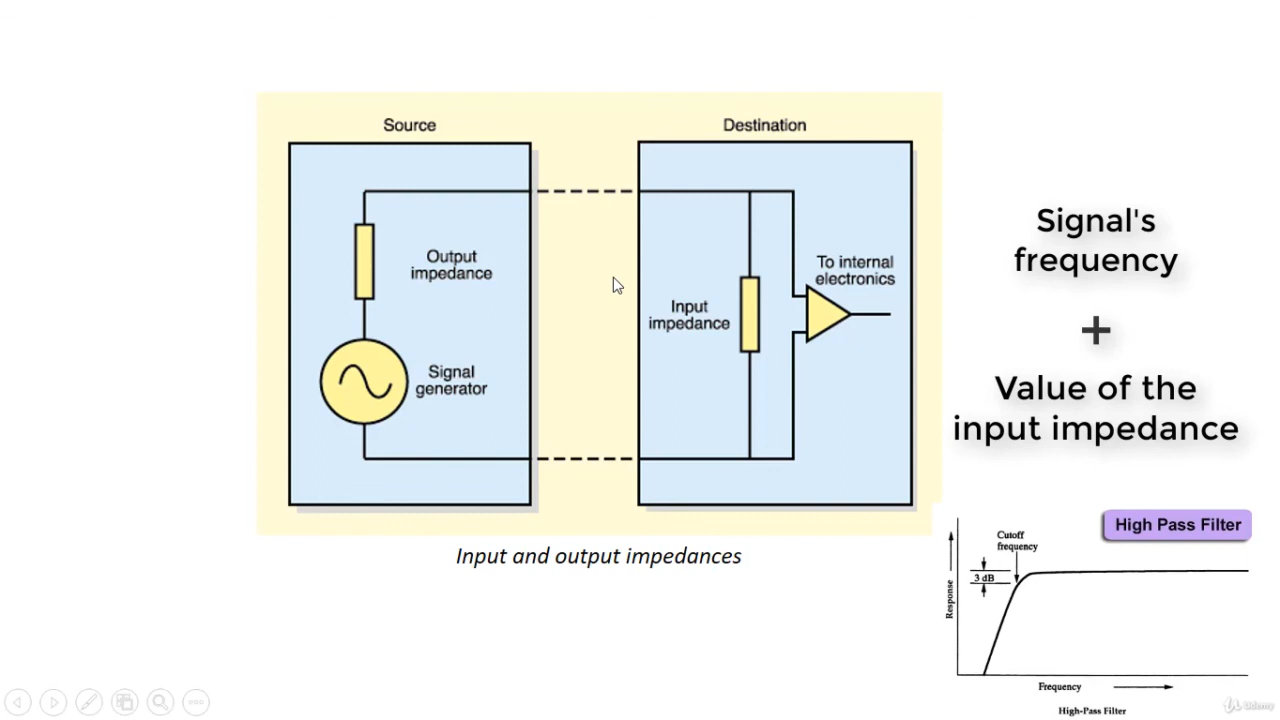 Source
Destination
Output
impedance
Signal
generator
Input
impedance
To internal
electronics
Input and output impedances
Signal's
frequency
+
Value of the
input impedance
High Pass Filter
Cutoff
frequency
3 dB
Response
Frequency
High-Pass Filter
Udemy